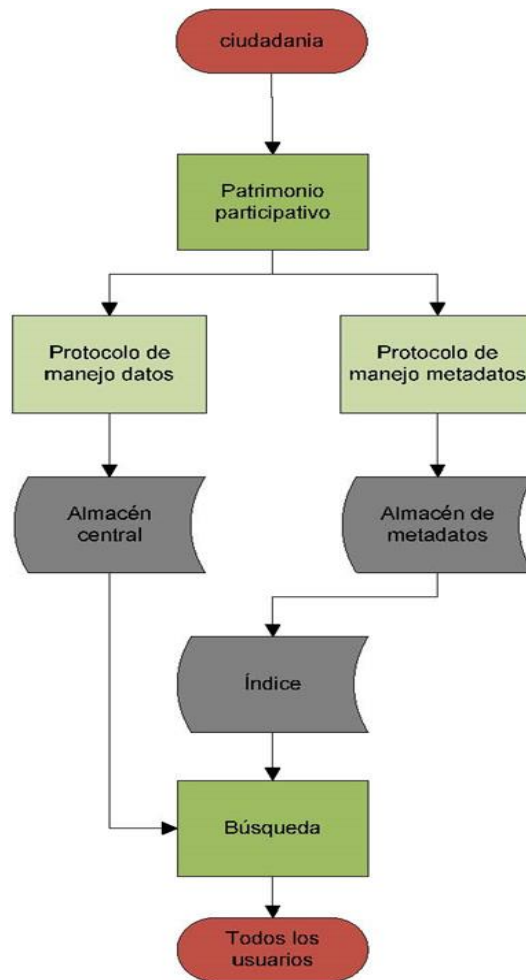 ciudadania
Patrimonio
participativo
Protocolo de
manejo datos
Protocolo de
manejo metadatos
Almacén
central
Almacén de
metadatos
Índice
Búsqueda
Todos los
usuarios